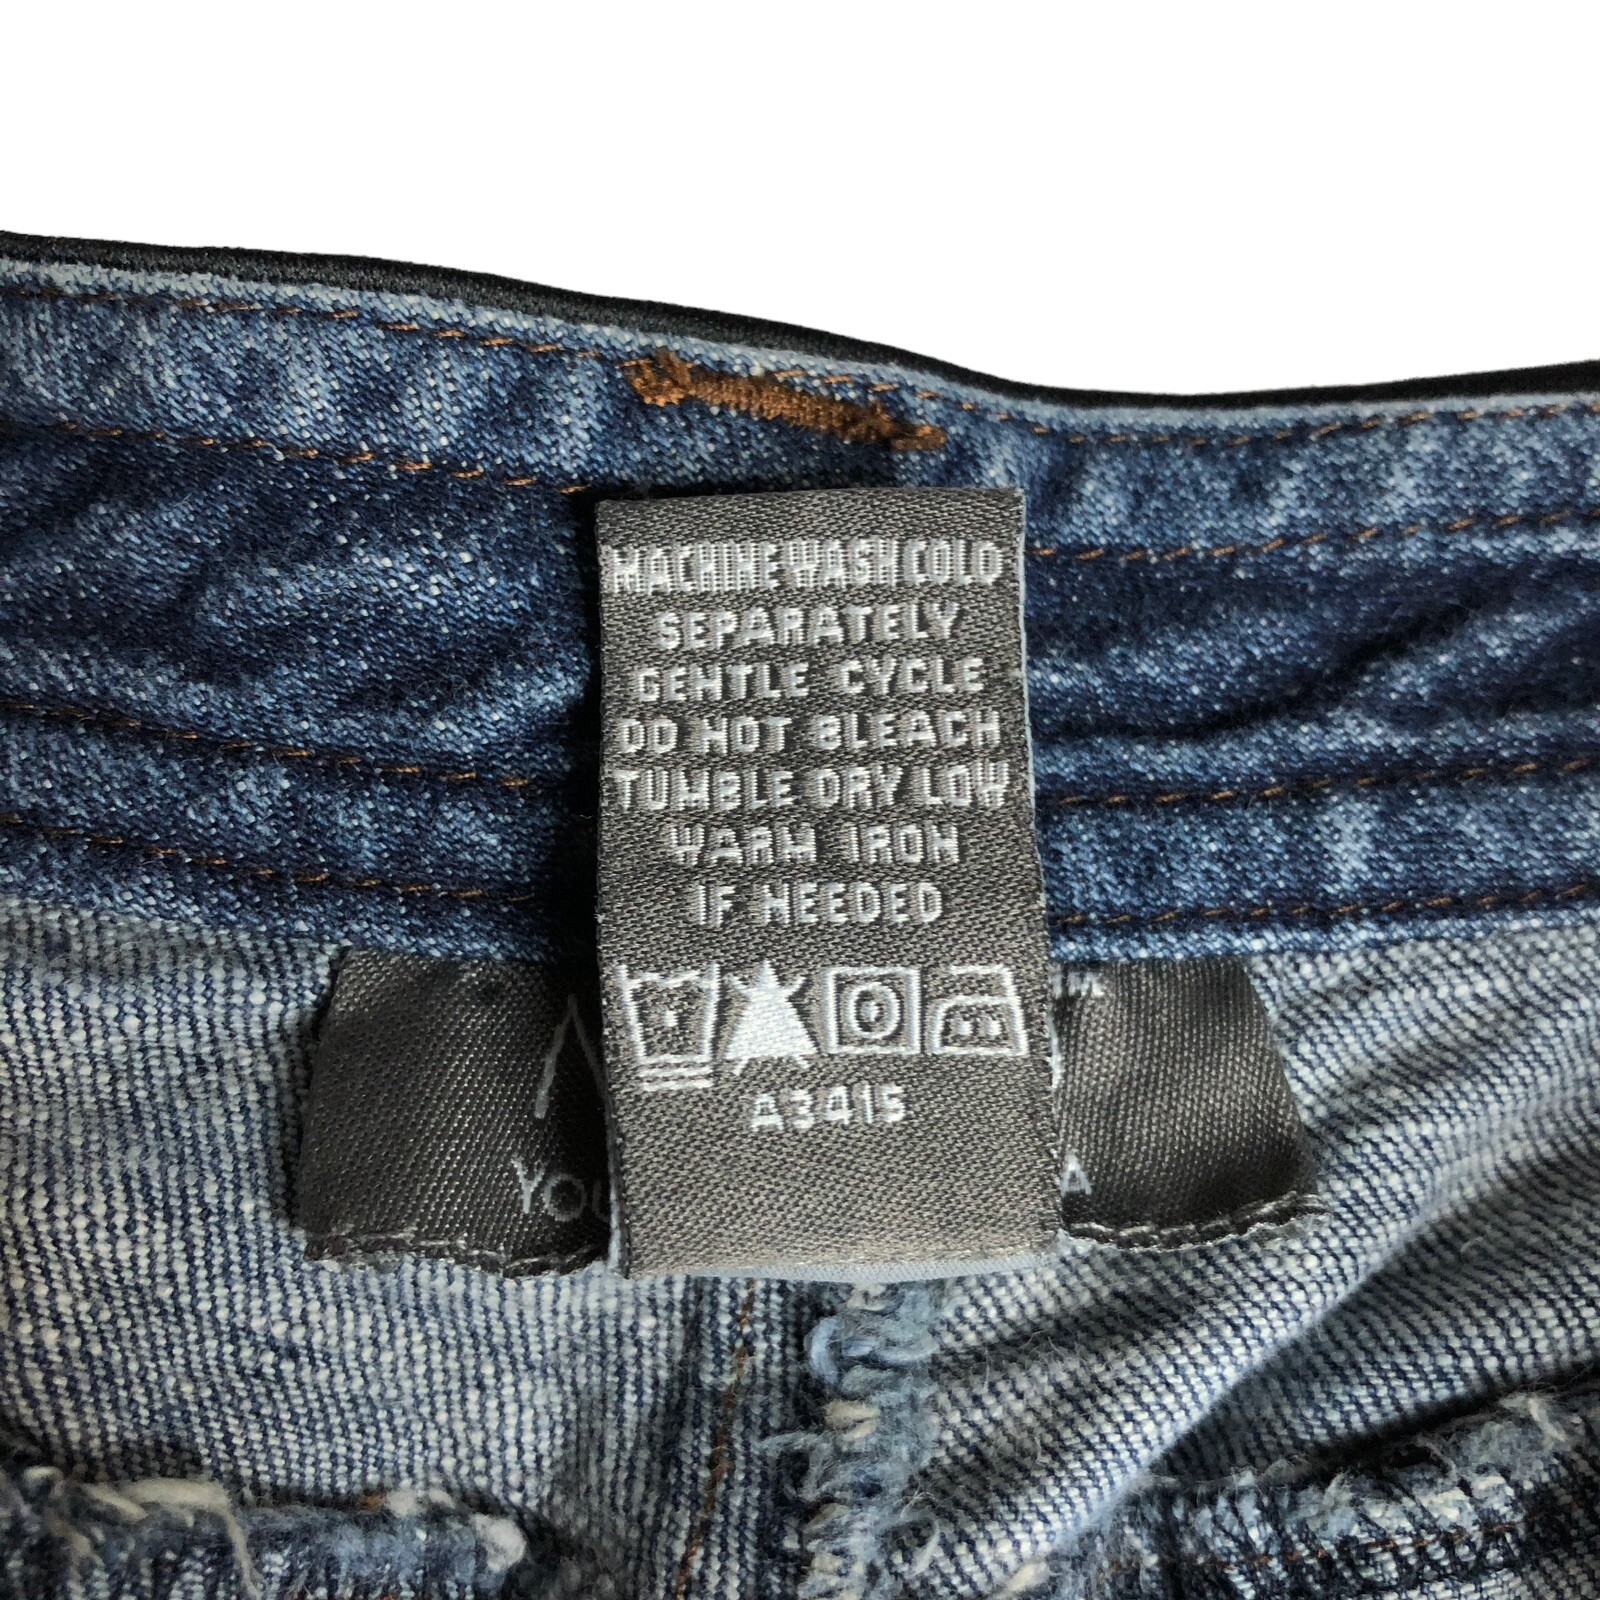 MACHINE WASH COLD
SEPARATELY
GENTLE CYCLE
DO NOT BLEACH
TUMBLE DRY LOW
WARM IRON
IF NEEDED
A3415